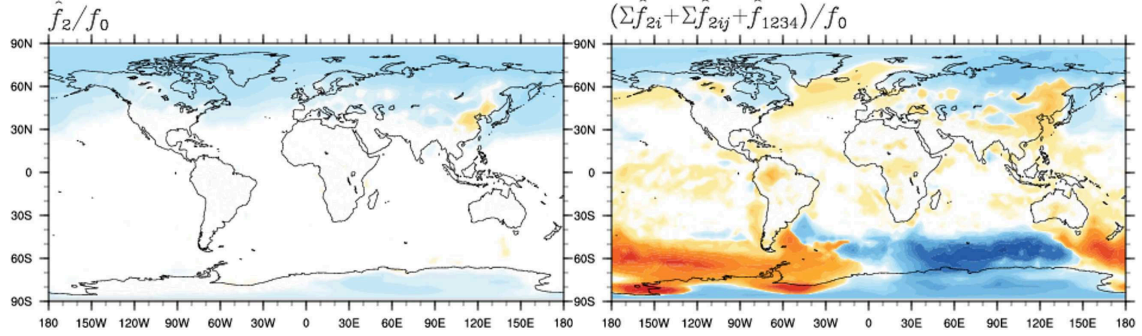 f̂₂/f₀
(Σf̂₂ᵢ+Σf̂₂ᵢⱼ+f̂₁₂₃₄)/f₀
90N 90N
60N 60N
30N 30N
0 0
30S 30S
60S 60S
90S 90S
180 150W 120W 90W 60W 30W 0 30E 60E 90E 120E 150E 180
180 150W 120W 90W 60W 30W 0 30E 60E 90E 120E 150E 180